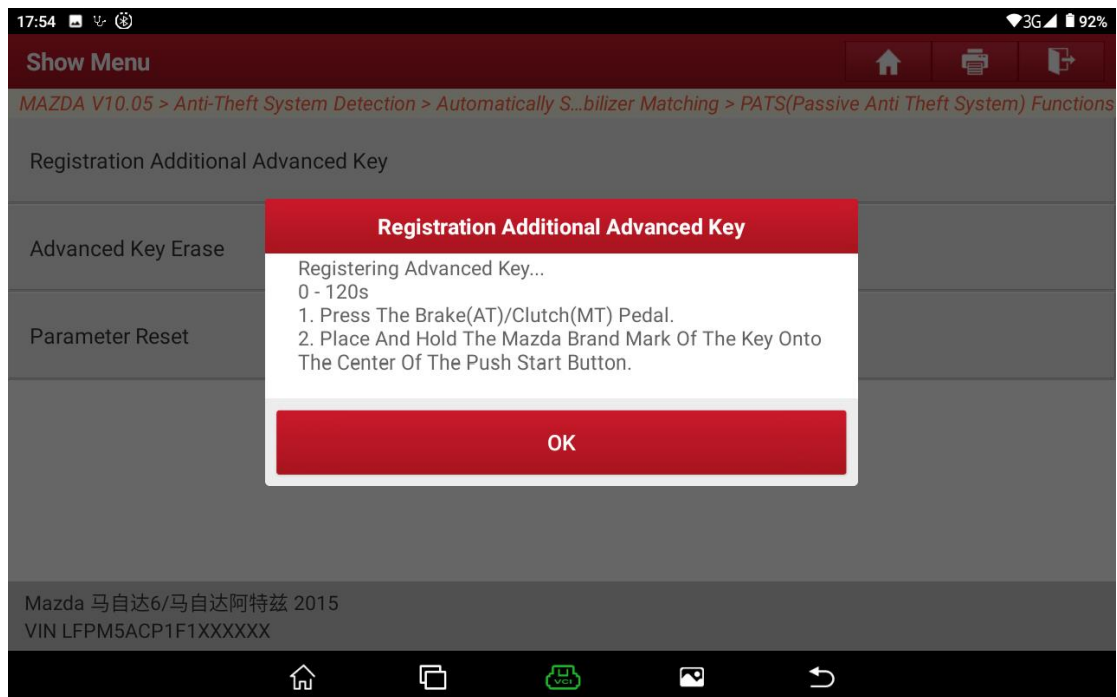 17:54 3G 92%
Show Menu
MAZDA V10.05 > Anti-Theft System Detection > Automatically S...bilizer Matching > PATS(Passive Anti Theft System) Functions
Registration Additional Advanced Key
Registration Additional Advanced Key
Advanced Key Erase
Registering Advanced Key...
0 - 120s
1. Press The Brake(AT)/Clutch(MT) Pedal.
Parameter Reset
2. Place And Hold The Mazda Brand Mark Of The Key Onto
The Center Of The Push Start Button.
OK
Mazda 马自达6/马自达阿特兹 2015
VIN LFPM5ACP1F1XXXXXX
VCI